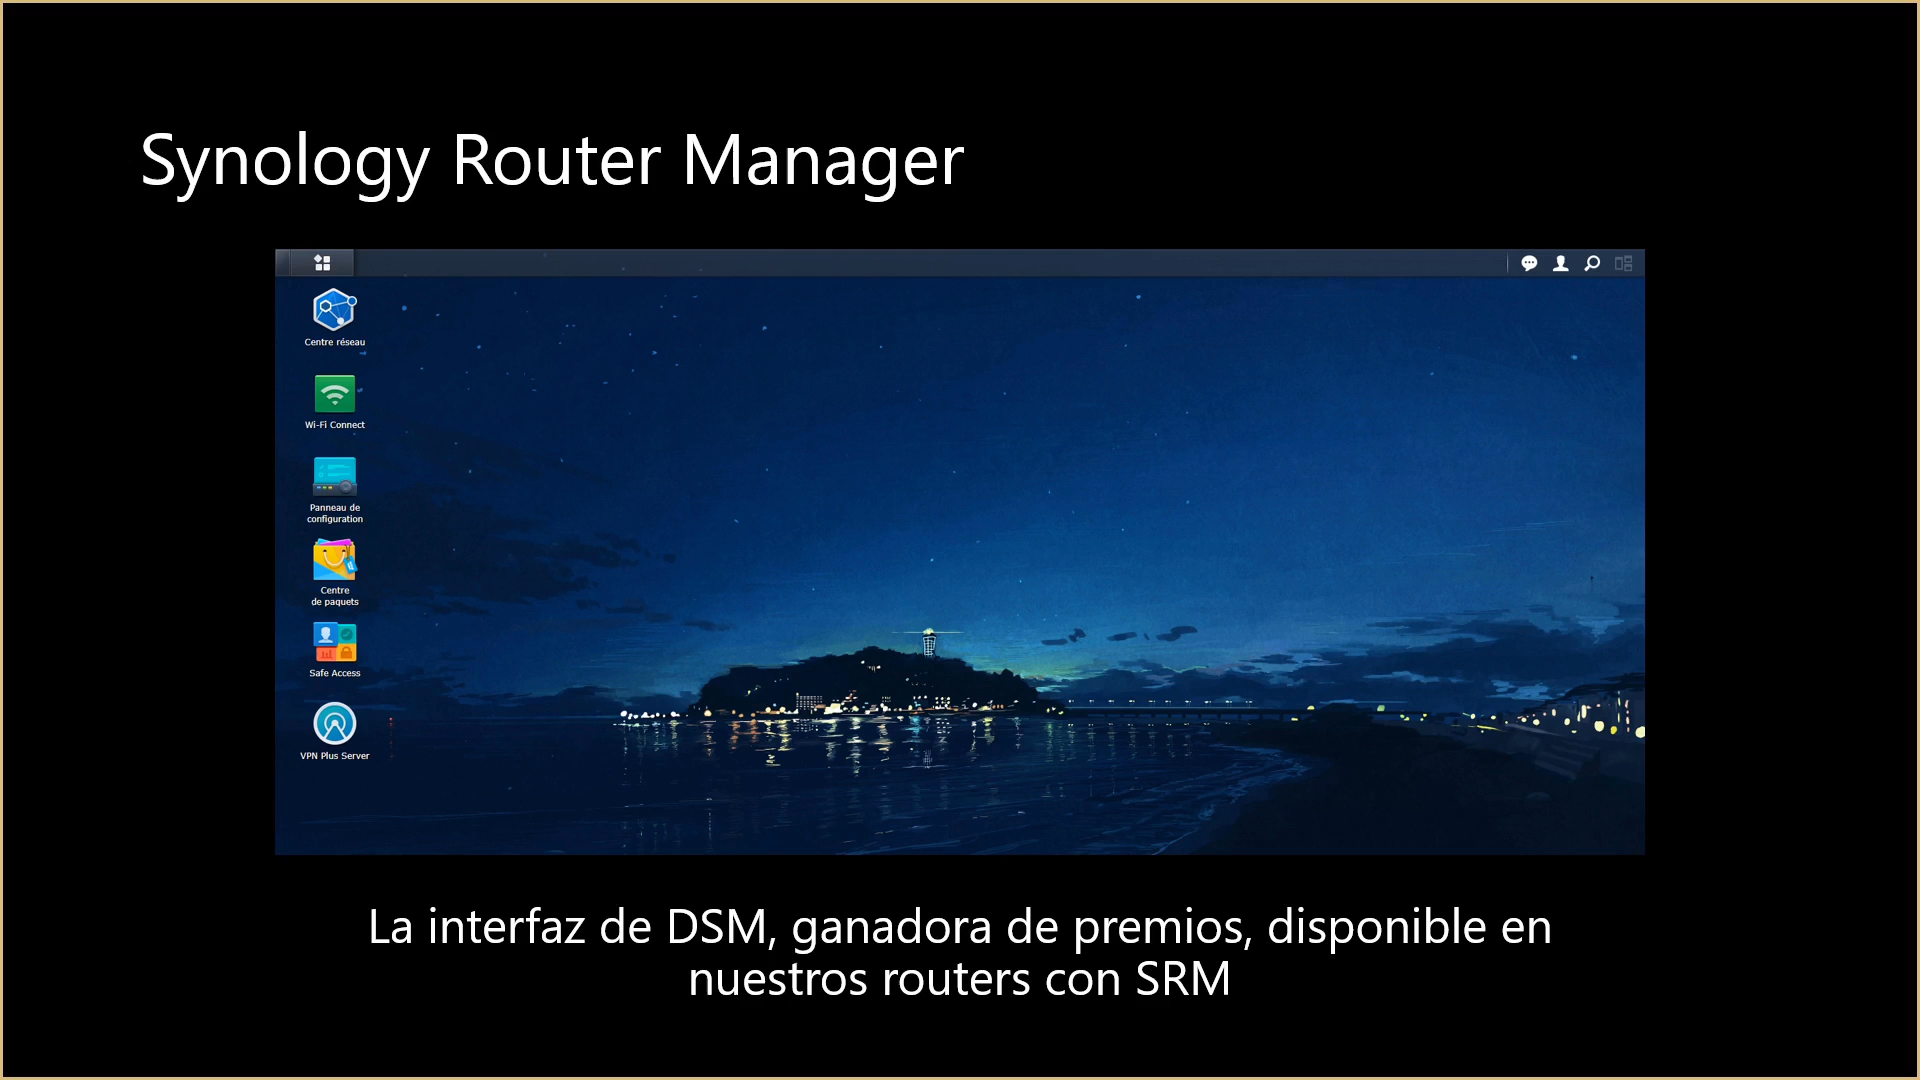 Synology Router Manager
Centre réseau
Wi-Fi Connect
Panneau de
configuration
Centre
de paquets
Safe Access
VPN Plus Server
La interfaz de DSM, ganadora de premios, disponible en
nuestros routers con SRM